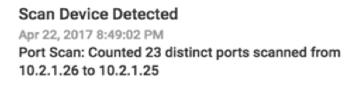 Scan Device Detected
Apr 22, 2017 8:49:02 PM
Port Scan: Counted 23 distinct ports scanned from
10.2.1.26 to 10.2.1.25